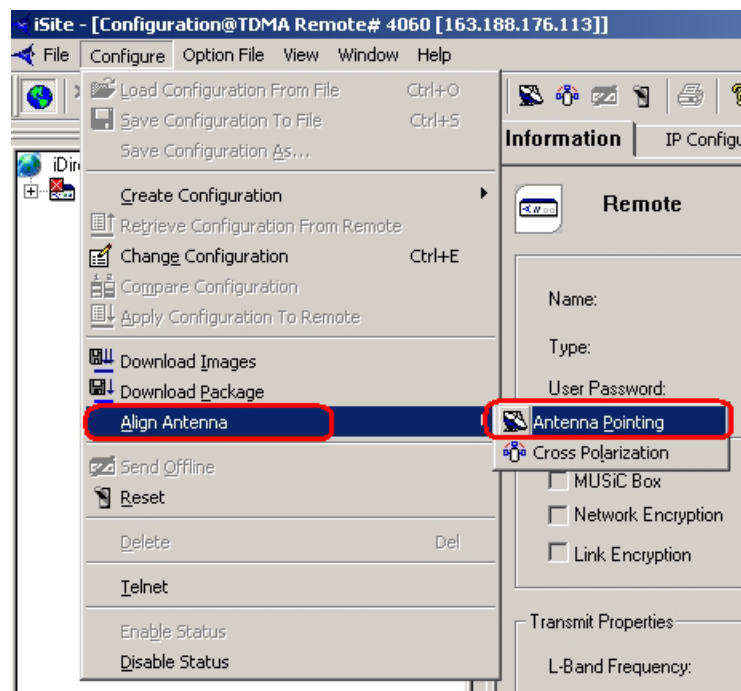 iSite - [Configuration@TDMA Remote# 4060 [163.188.176.113]]
File Configure Option File View Window Help
Load Configuration From File Ctrl+O
Save Configuration To File Ctrl+S
Save Configuration As...
Create Configuration
Retrieve Configuration From Remote
Change Configuration Ctrl+E
Compare Configuration
Apply Configuration To Remote
Download Images
Download Package
Align Antenna
Antenna Pointing
Cross Polarization
Send Offline
Reset
Delete Del
Telnet
Enable Status
Disable Status
iDir
Information IP Configu
Remote
Name:
Type:
User Password:
MUSiC Box
Network Encryption
Link Encryption
Transmit Properties
L-Band Frequency: